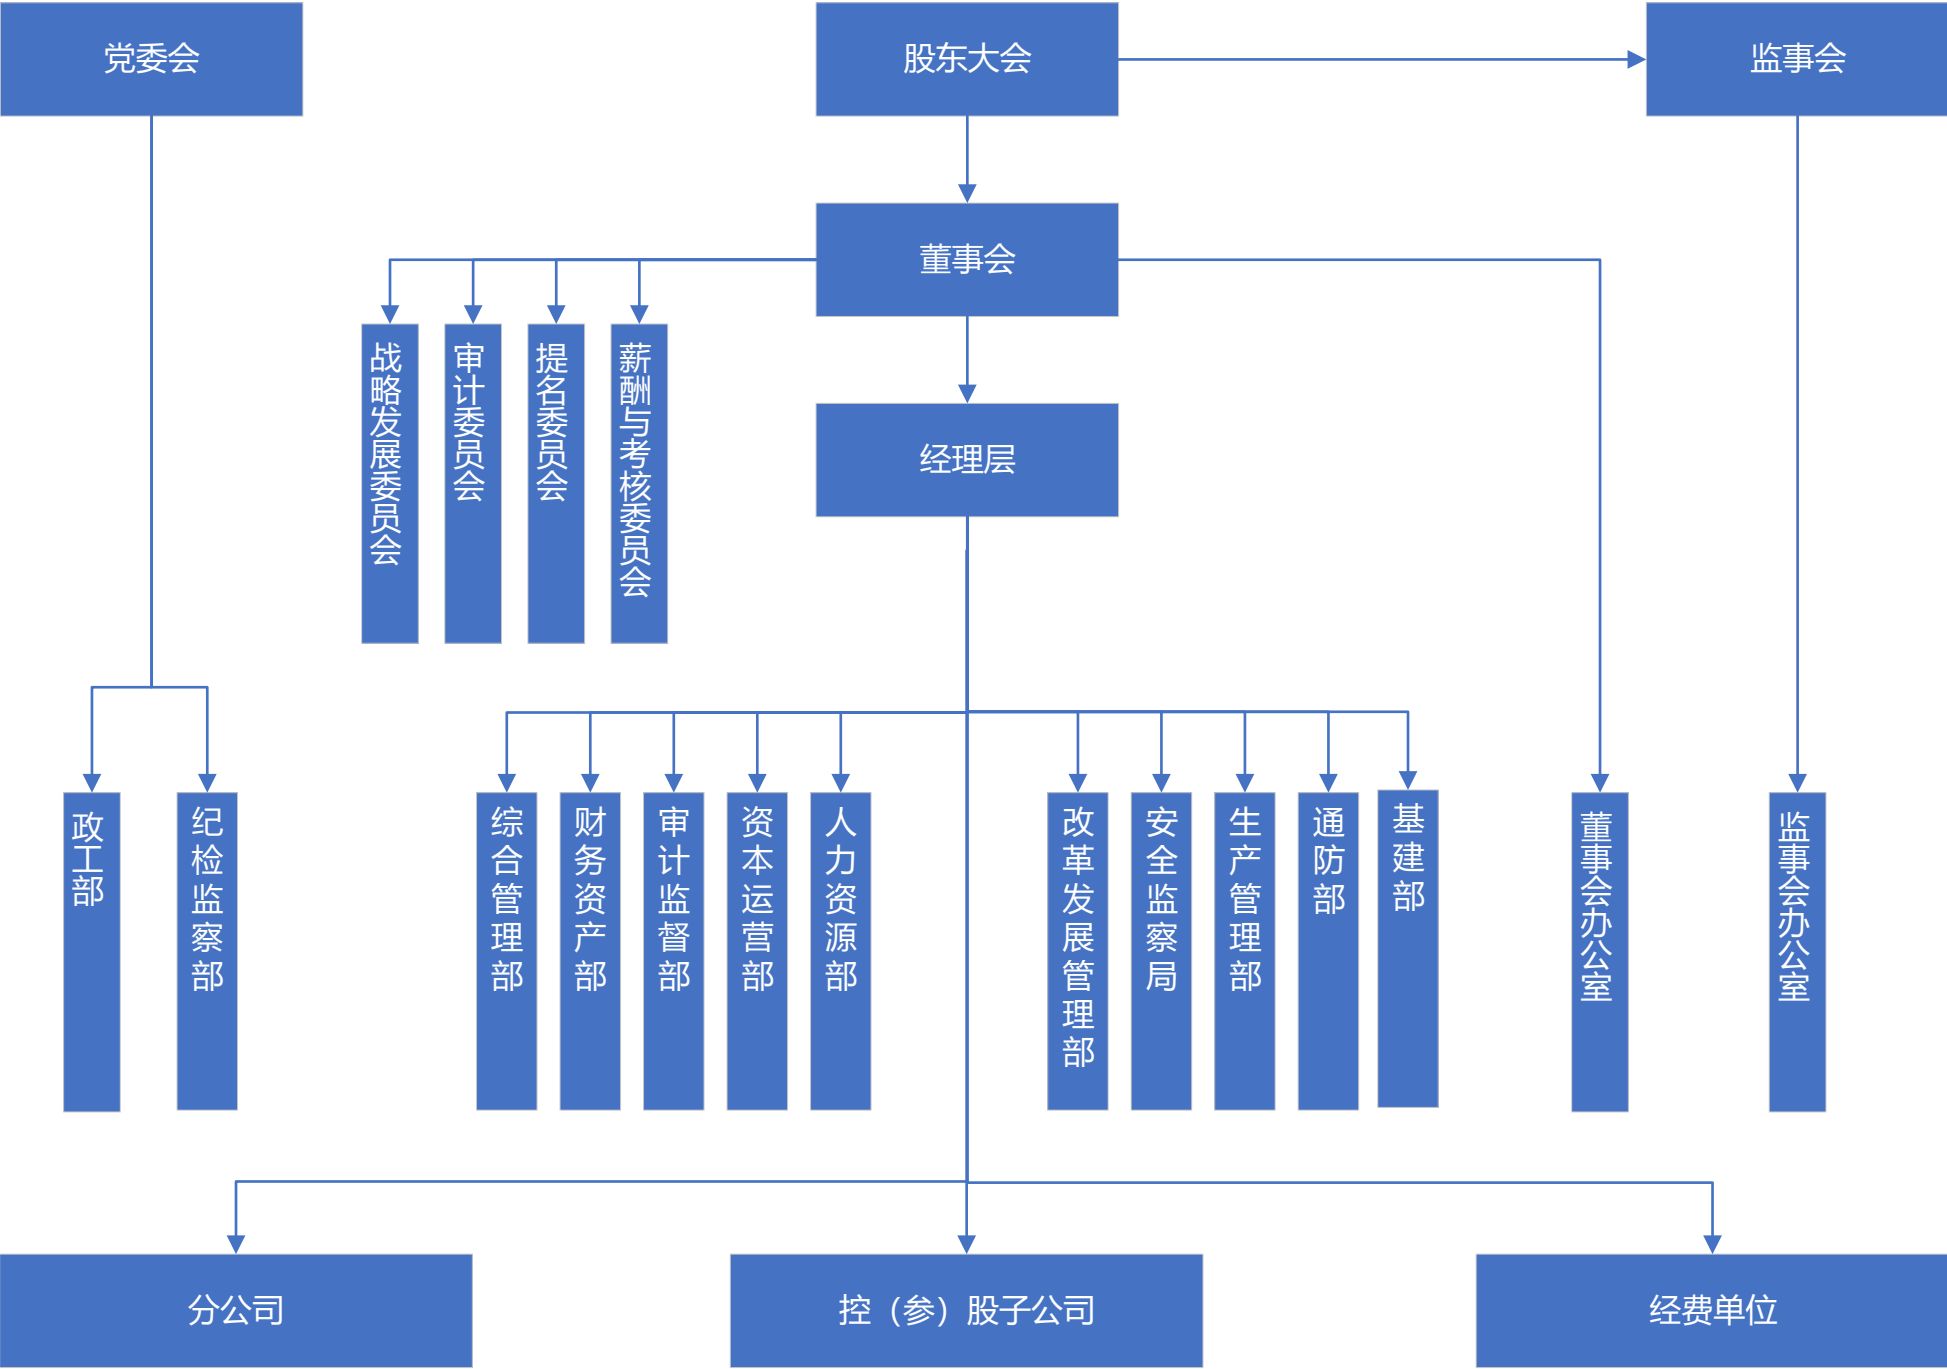 党委会
股东大会
监事会
董事会
战略发展委员会
审计委员会
提名委员会
薪酬与考核委员会
经理层
政工部
纪检监察部
综合管理部
财务资产部
审计监督部
资本运营部
人力资源部
改革发展管理部
安全监察局
生产管理部
通防部
基建部
董事会办公室
监事会办公室
分公司
控（参）股子公司
经费单位